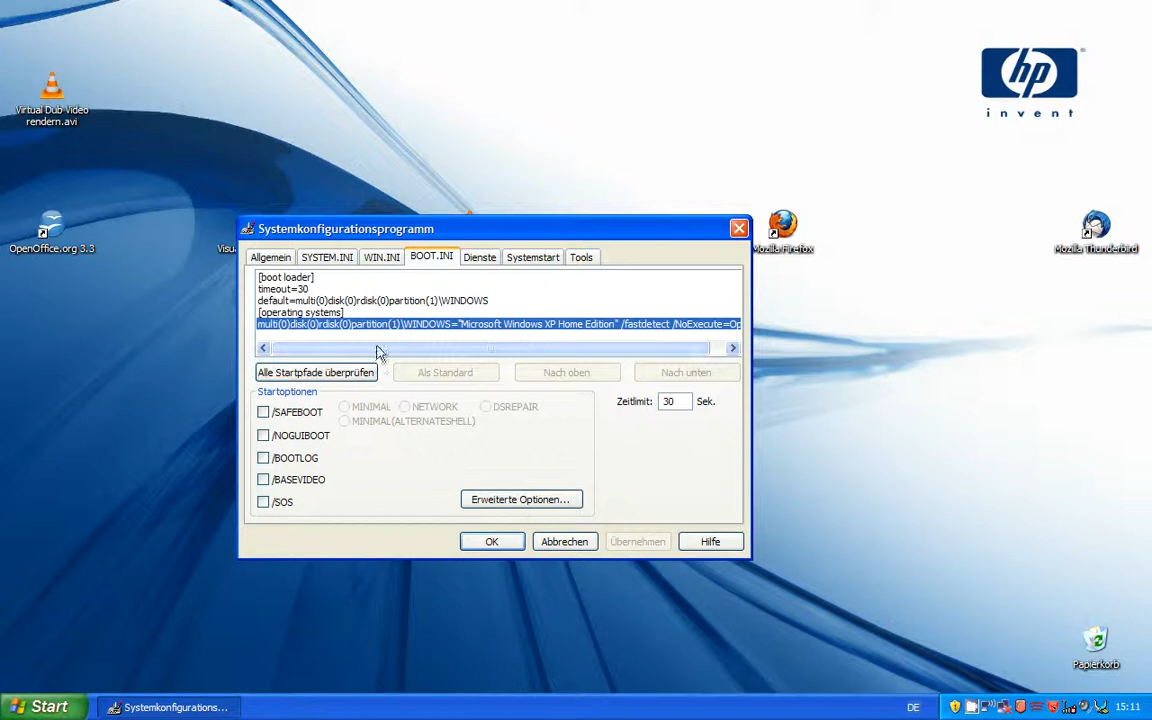 hp
invent
Virtual Dub Video
rendern.avi
OpenOffice.org 3.3
Visu
Mozilla Firefox
Mozilla Thunderbird
Systemkonfigurationsprogramm
Allgemein SYSTEM.INI WIN.INI BOOT.INI Dienste Systemstart Tools
[boot loader]
timeout=30
default=multi(0)disk(0)rdisk(0)partition(1)\WINDOWS
[operating systems]
multi(0)disk(0)rdisk(0)partition(1)\WINDOWS="Microsoft Windows XP Home Edition" /fastdetect /NoExecute=Op
Alle Startpfade überprüfen Als Standard Nach oben Nach unten
Startoptionen
/SAFEBOOT MINIMAL NETWORK DSREPAIR
MINIMAL(ALTERNATESHELL)
/NOGUIBOOT
/BOOTLOG
/BASEVIDEO
/SOS
Zeitlimit: 30 Sek.
Erweiterte Optionen...
OK Abbrechen Übernehmen Hilfe
Papierkorb
Start Systemkonfigurations... DE 15:11